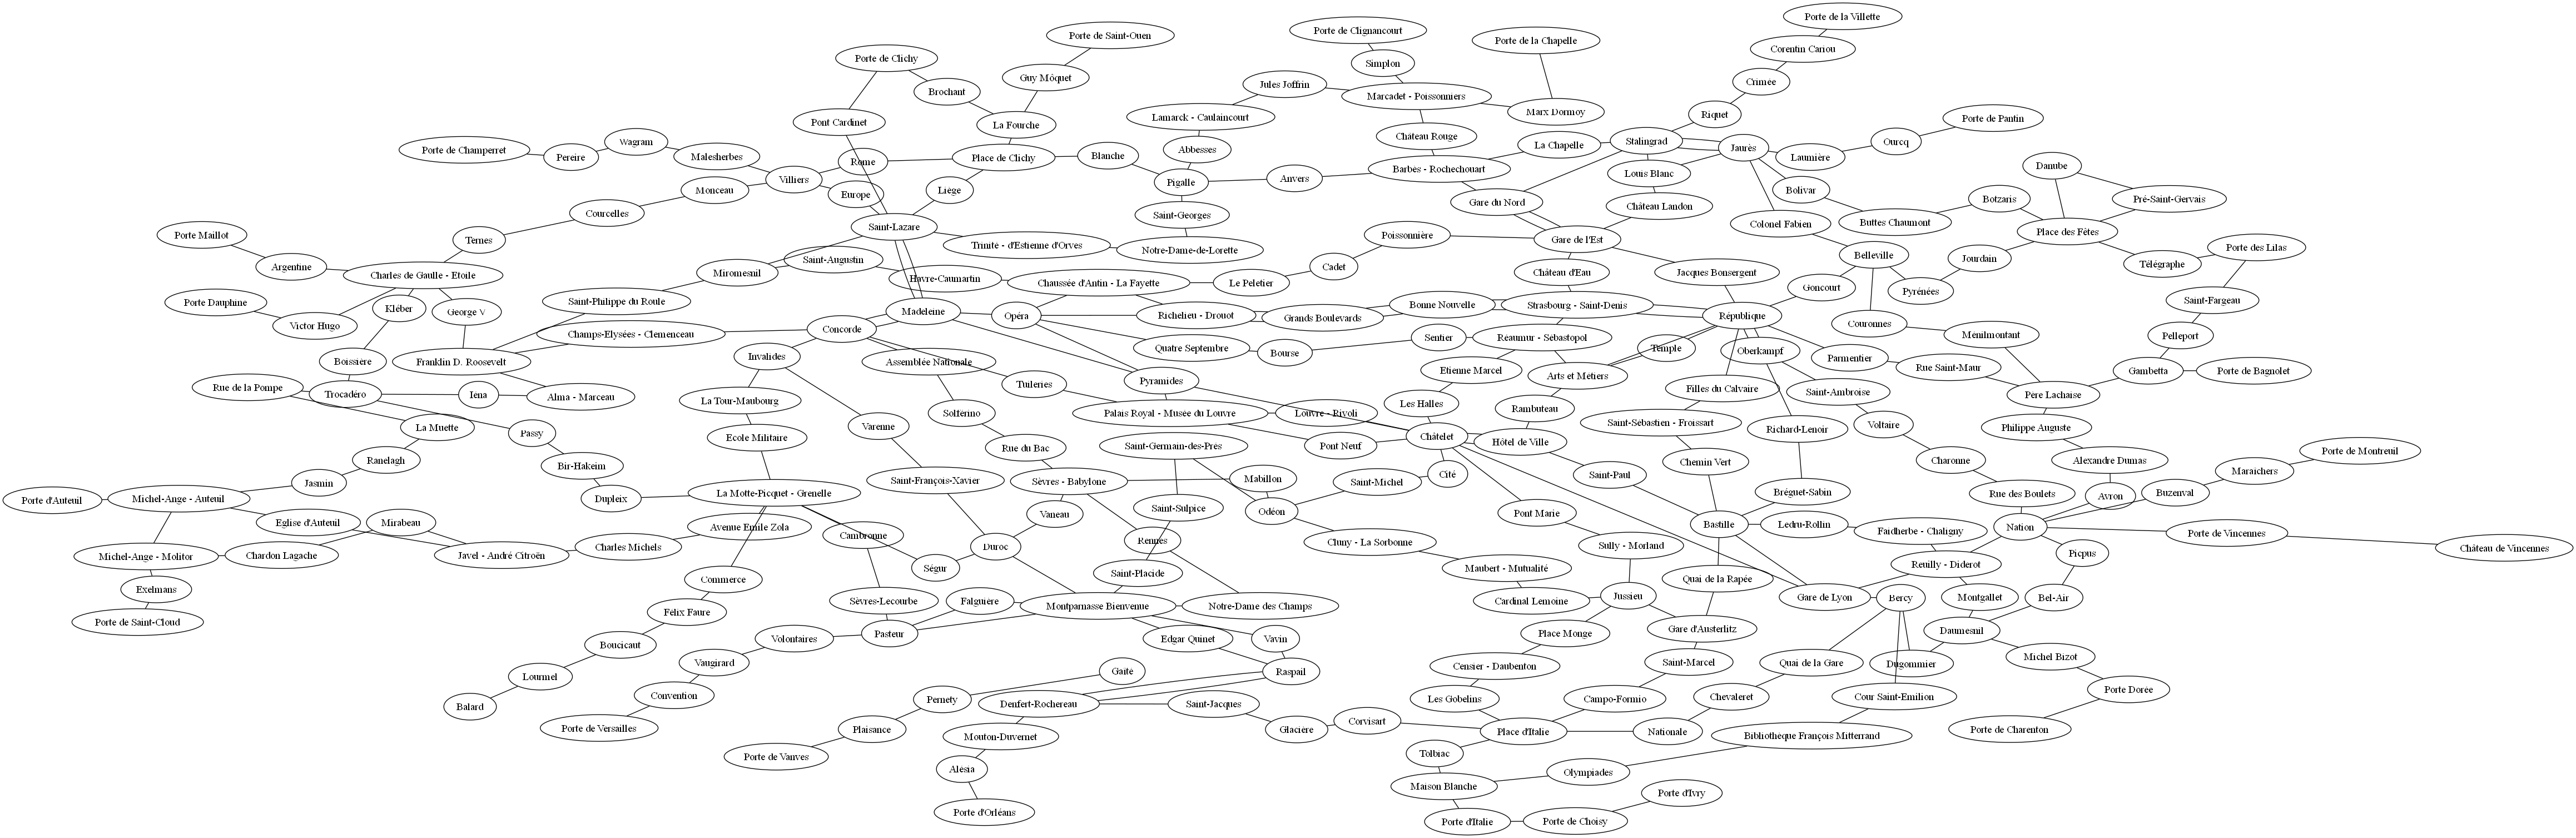 Porte de la Villette
Porte de Saint-Ouen
Porte de Clignancourt
Porte de la Chapelle
Corentin Cariou
Porte de Clichy
Simplon
Guy Môquet
Crimée
Jules Joffrin
Brochant
Marcadet - Poissonniers
Marx Dormoy
Riquet
Porte de Pantin
Lamarck - Caulaincourt
Pont Cardinet
La Fourche
Château Rouge
Stalingrad
Ourcq
Wagram
Porte de Champerret
Pereire
Malesherbes
Rome
Place de Clichy
Blanche
Abbesses
La Chapelle
Jaurès
Laumière
Danube
Barbès - Rochechouart
Louis Blanc
Villiers
Monceau
Europe
Liège
Pigalle
Anvers
Bolivar
Botzaris
Pré-Saint-Gervais
Gare du Nord
Château Landon
Courcelles
Saint-Georges
Colonel Fabien
Buttes Chaumont
Saint-Lazare
Place des Fêtes
Porte Maillot
Ternes
Trinité - d'Estienne d'Orves
Notre-Dame-de-Lorette
Poissonnière
Gare de l'Est
Porte des Lilas
Belleville
Jourdain
Télégraphe
Argentine
Charles de Gaulle - Etoile
Miromesnil
Saint-Augustin
Havre-Caumartin
Chaussée d'Antin - La Fayette
Le Peletier
Cadet
Château d'Eau
Jacques Bonsergent
Goncourt
Pyrénées
Porte Dauphine
Victor Hugo
Kléber
George V
Saint-Philippe du Roule
Madeleine
Opéra
Richelieu - Drouot
Grands Boulevards
Bonne Nouvelle
Strasbourg - Saint-Denis
République
Saint-Fargeau
Champs-Elysées - Clemenceau
Concorde
Couronnes
Ménilmontant
Pelleport
Boissière
Franklin D. Roosevelt
Invalides
Assemblée Nationale
Quatre Septembre
Bourse
Sentier
Réaumur - Sébastopol
Temple
Oberkampf
Parmentier
Rue Saint-Maur
Gambetta
Porte de Bagnolet
Rue de la Pompe
Trocadéro
Iéna
Alma - Marceau
La Tour-Maubourg
Tuileries
Pyramides
Etienne Marcel
Arts et Métiers
Filles du Calvaire
Saint-Ambroise
Père Lachaise
La Muette
Passy
Ecole Militaire
Varenne
Solférino
Palais Royal - Musée du Louvre
Louvre - Rivoli
Les Halles
Rambuteau
Saint-Sébastien - Froissart
Richard-Lenoir
Voltaire
Philippe Auguste
Ranelagh
Bir-Hakeim
Rue du Bac
Saint-Germain-des-Prés
Pont Neuf
Châtelet
Hôtel de Ville
Chemin Vert
Charonne
Alexandre Dumas
Porte de Montreuil
Jasmin
Dupleix
La Motte-Picquet - Grenelle
Saint-François-Xavier
Sèvres - Babylone
Mabillon
Saint-Michel
Cité
Saint-Paul
Bréguet-Sabin
Rue des Boulets
Avron
Buzenval
Maraîchers
Porte d'Auteuil
Michel-Ange - Auteuil
Eglise d'Auteuil
Mirabeau
Avenue Emile Zola
Cambronne
Vaneau
Saint-Sulpice
Odéon
Pont Marie
Bastille
Ledru-Rollin
Faidherbe - Chaligny
Nation
Porte de Vincennes
Château de Vincennes
Michel-Ange - Molitor
Chardon Lagache
Javel - André Citroën
Charles Michels
Ségur
Duroc
Rennes
Cluny - La Sorbonne
Sully - Morland
Picpus
Exelmans
Commerce
Saint-Placide
Maubert - Mutualité
Quai de la Rapée
Reuilly - Diderot
Porte de Saint-Cloud
Félix Faure
Sèvres-Lecourbe
Falguière
Montparnasse Bienvenue
Notre-Dame des Champs
Cardinal Lemoine
Jussieu
Gare de Lyon
Bercy
Montgallet
Bel-Air
Boucicaut
Volontaires
Pasteur
Edgar Quinet
Vavin
Place Monge
Gare d'Austerlitz
Daumesnil
Lourmel
Vaugirard
Gaîté
Raspail
Censier - Daubenton
Saint-Marcel
Quai de la Gare
Dugommier
Michel Bizot
Balard
Convention
Pernety
Denfert-Rochereau
Saint-Jacques
Les Gobelins
Campo-Formio
Chevaleret
Cour Saint-Emilion
Porte Dorée
Porte de Versailles
Plaisance
Mouton-Duvernet
Glacière
Corvisart
Place d'Italie
Nationale
Bibliothèque François Mitterrand
Porte de Charenton
Porte de Vanves
Alésia
Tolbiac
Olympiades
Maison Blanche
Porte d'Orléans
Porte d'Italie
Porte de Choisy
Porte d'Ivry